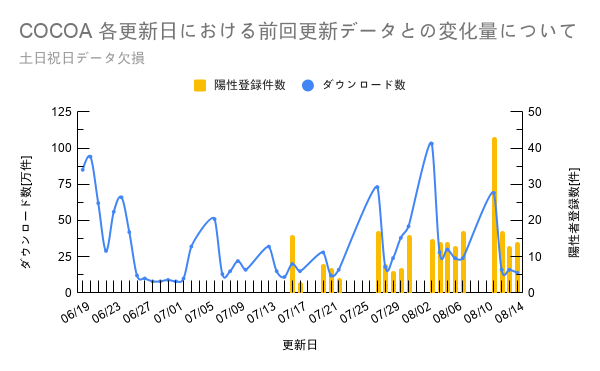 COCOA 各更新日における前回更新データとの変化量について
土日祝日データ欠損
陽性登録件数 ダウンロード数
125 50
100 40
75 30
50 20
25 10
0 0
ダウンロード数[万件]
陽性者登録数[件]
06/19 06/23 06/27 07/01 07/05 07/09 07/13 07/17 07/21 07/25 07/29 08/02 08/06 08/10 08/14
更新日